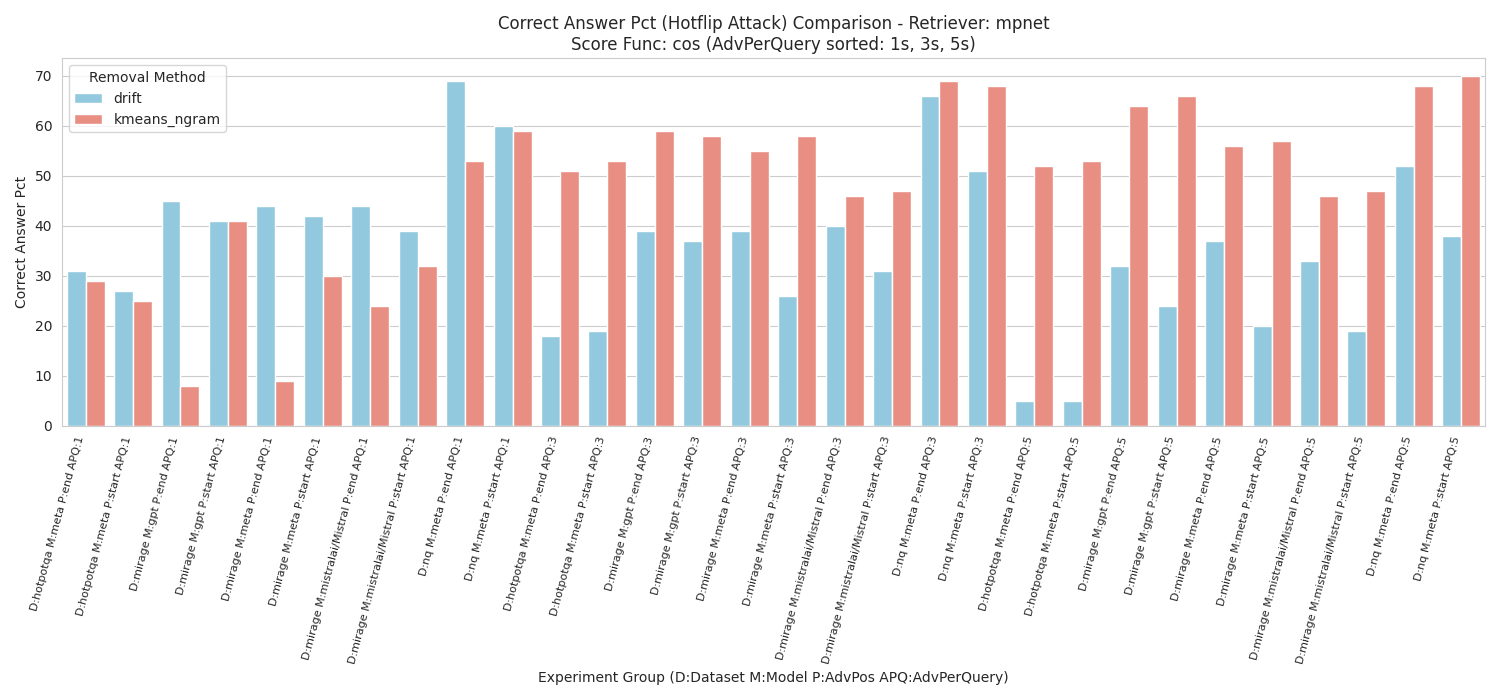 Correct Answer Pct (Hotflip Attack) Comparison - Retriever: mpnet
Score Func: cos (AdvPerQuery sorted: 1s, 3s, 5s)
Removal Method
drift
kmeans_ngram
Correct Answer Pct
70
60
50
40
30
20
10
0
D:hotpotqa M:meta P:end APQ:1
D:hotpotqa M:meta P:start APQ:1
D:mirage M:gpt P:end APQ:1
D:mirage M:gpt P:start APQ:1
D:mirage M:meta P:end APQ:1
D:mirage M:meta P:start APQ:1
D:mirage M:mistralai/Mistral P:end APQ:1
D:mirage M:mistralai/Mistral P:start APQ:1
D:nq M:meta P:end APQ:1
D:nq M:meta P:start APQ:1
D:hotpotqa M:meta P:end APQ:3
D:hotpotqa M:meta P:start APQ:3
D:mirage M:gpt P:end APQ:3
D:mirage M:gpt P:start APQ:3
D:mirage M:meta P:end APQ:3
D:mirage M:meta P:start APQ:3
D:mirage M:mistralai/Mistral P:end APQ:3
D:mirage M:mistralai/Mistral P:start APQ:3
D:nq M:meta P:end APQ:3
D:nq M:meta P:start APQ:3
D:hotpotqa M:meta P:end APQ:5
D:hotpotqa M:meta P:start APQ:5
D:mirage M:gpt P:end APQ:5
D:mirage M:gpt P:start APQ:5
D:mirage M:meta P:end APQ:5
D:mirage M:meta P:start APQ:5
D:mirage M:mistralai/Mistral P:end APQ:5
D:mirage M:mistralai/Mistral P:start APQ:5
D:nq M:meta P:end APQ:5
D:nq M:meta P:start APQ:5
Experiment Group (D:Dataset M:Model P:AdvPos APQ:AdvPerQuery)